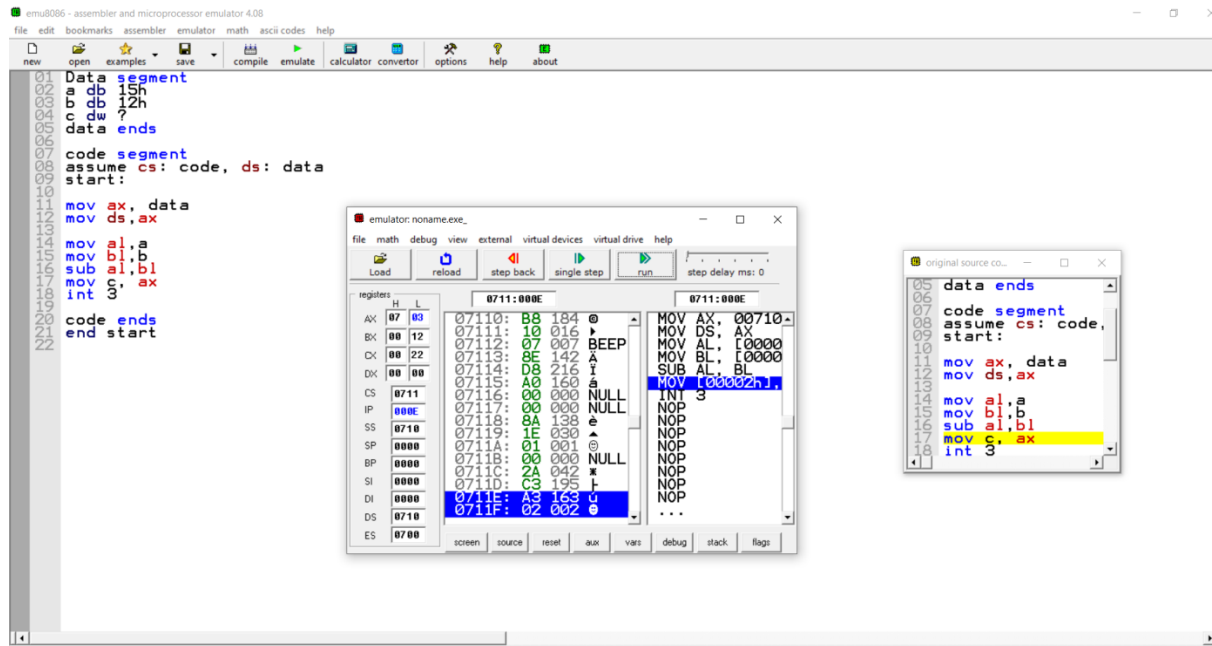 emu8086 - assembler and microprocessor emulator 4.08
file edit bookmarks assembler emulator math ascii codes help
new open examples save compile emulate calculator convertor options help about
01 Data segment
02 a db 15h
03 b db 12h
04 c dw ?
05 data ends
06
07 code segment
08 assume cs: code, ds: data
09 start:
10
11 mov ax, data
12 mov ds,ax
13
14 mov al,a
15 mov bl,b
16 sub al,bl
17 mov c, ax
18 int 3
19
20 code ends
21 end start
22
emulator: noname.exe_
file math debug view external virtual devices virtual drive help
Load reload step back single step run step delay ms: 0
registers
H L
AX 07 03
BX 00 12
CX 00 22
DX 00 00
CS 0711
IP 000E
SS 0710
SP 0000
BP 0000
SI 0000
DI 0000
DS 0710
ES 0700
0711:000E
07110: B8 184
07111: 10 016
07112: 07 007 BEEP
07113: 8E 142 Ä
07114: D8 216 Ï
07115: A0 160 á
07116: 00 000 NULL
07117: 00 000 NULL
07118: 8A 138 è
07119: 1E 030 ▲
0711A: 01 001 ☺
0711B: 00 000 NULL
0711C: 2A 042 *
0711D: C3 195 ├
0711E: A3 163 ú
0711F: 02 002 ☻
0711:000E
MOV AX, 00710
MOV DS, AX
MOV AL, [0000
MOV BL, [0000
SUB AL, BL
MOV [00002h],
INT 3
NOP
NOP
NOP
NOP
NOP
NOP
NOP
NOP
...
screen source reset aux vars debug stack flags
original source co...
05 data ends
06
07 code segment
08 assume cs: code,
09 start:
10
11 mov ax, data
12 mov ds,ax
13
14 mov al,a
15 mov bl,b
16 sub al,bl
17 mov c, ax
18 int 3